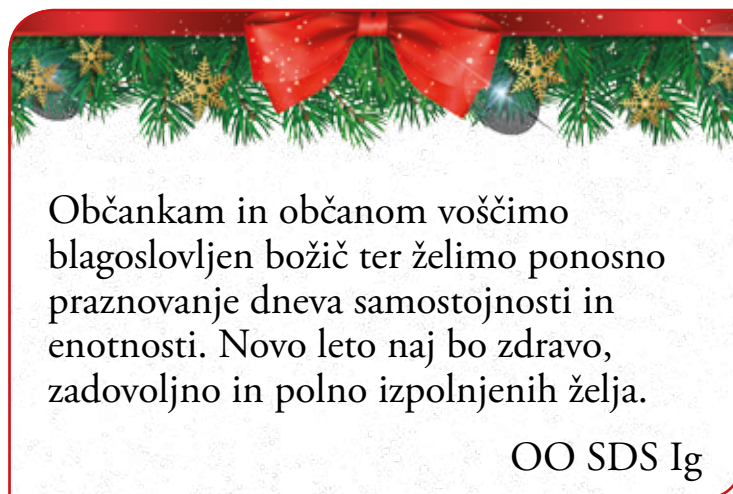 Občankam in občanom voščimo
blagoslovljen božič ter želimo ponosno
praznovanje dneva samostojnosti in
enotnosti. Novo leto naj bo zdravo,
zadovoljno in polno izpolnjenih želja.
OO SDS Ig